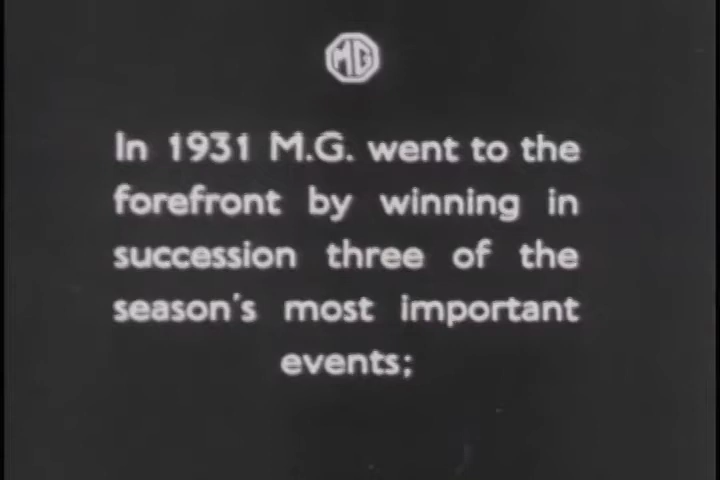 MG
In 1931 M.G. went to the
forefront by winning in
succession three of the
season's most important
events;